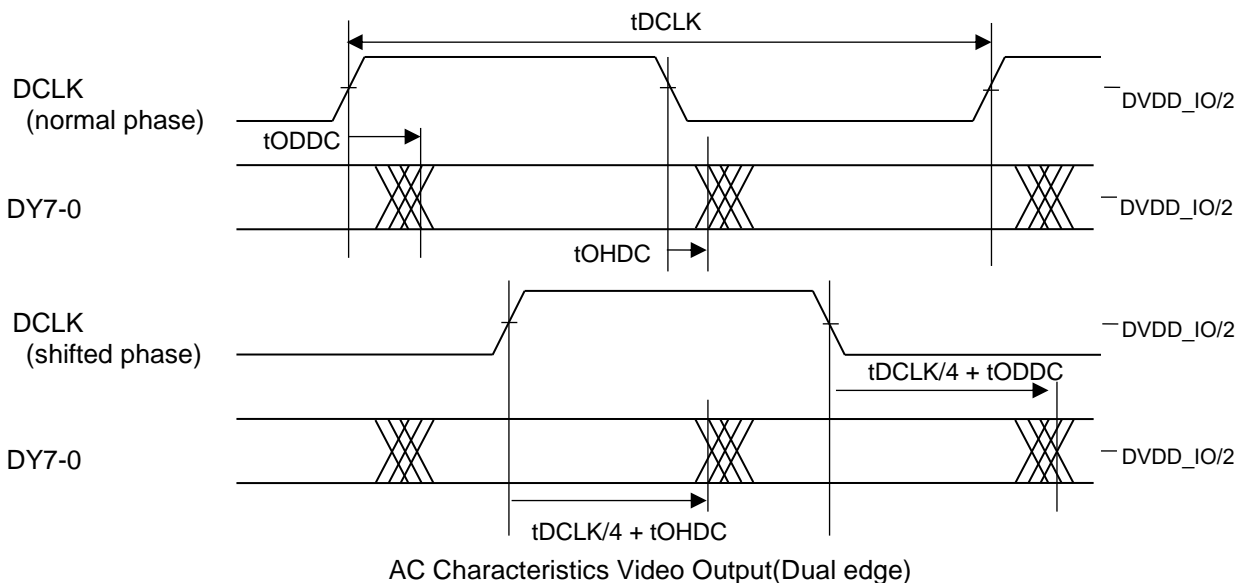 tDCLK
DCLK
(normal phase)
DVDD_IO/2
tODDC
DY7-0
DVDD_IO/2
tOHDC
DCLK
(shifted phase)
DVDD_IO/2
tDCLK/4 + tODDC
DY7-0
DVDD_IO/2
tDCLK/4 + tOHDC
AC Characteristics Video Output(Dual edge)